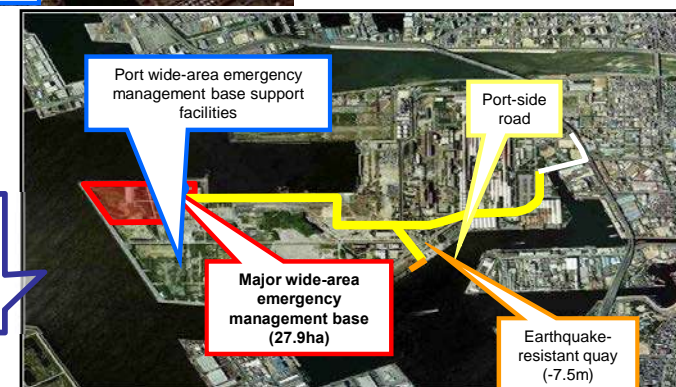 Port wide-area emergency
management base support
facilities
Port-side
road
Major wide-area
emergency
management base
(27.9ha)
Earthquake-
resistant quay
(-7.5m)